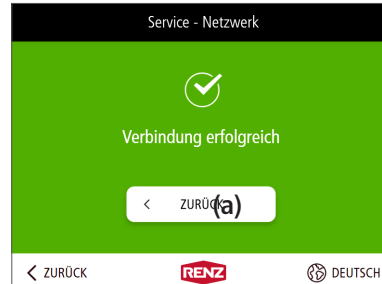 Service - Netzwerk
Verbindung erfolgreich
< ZURÜCK
(a)
< ZURÜCK RENZ DEUTSCH